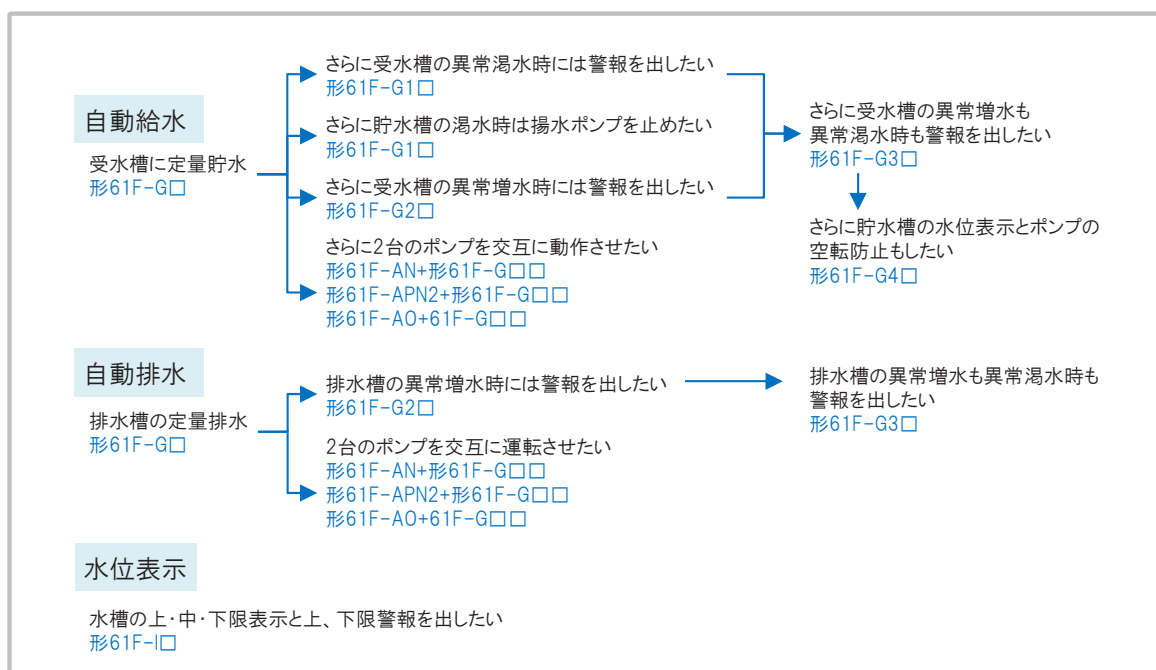 自動給水
受水槽に定量貯水
形61F-G□
さらに受水槽の異常渇水時には警報を出したい
形61F-G1□
さらに貯水槽の渇水時は揚水ポンプを止めたい
形61F-G1□
さらに受水槽の異常増水時には警報を出したい
形61F-G2□
さらに2台のポンプを交互に動作させたい
形61F-AN+形61F-G□□
形61F-APN2+形61F-G□□
形61F-AO+61F-G□□
さらに受水槽の異常増水も
異常渇水時も警報を出したい
形61F-G3□
さらに貯水槽の水位表示とポンプの
空転防止もしたい
形61F-G4□
自動排水
排水槽の定量排水
形61F-G□
排水槽の異常増水時には警報を出したい
形61F-G2□
2台のポンプを交互に運転させたい
形61F-AN+形61F-G□□
形61F-APN2+形61F-G□□
形61F-AO+61F-G□□
排水槽の異常増水も異常渇水時も
警報を出したい
形61F-G3□
水位表示
水槽の上・中・下限表示と上、下限警報を出したい
形61F-I□